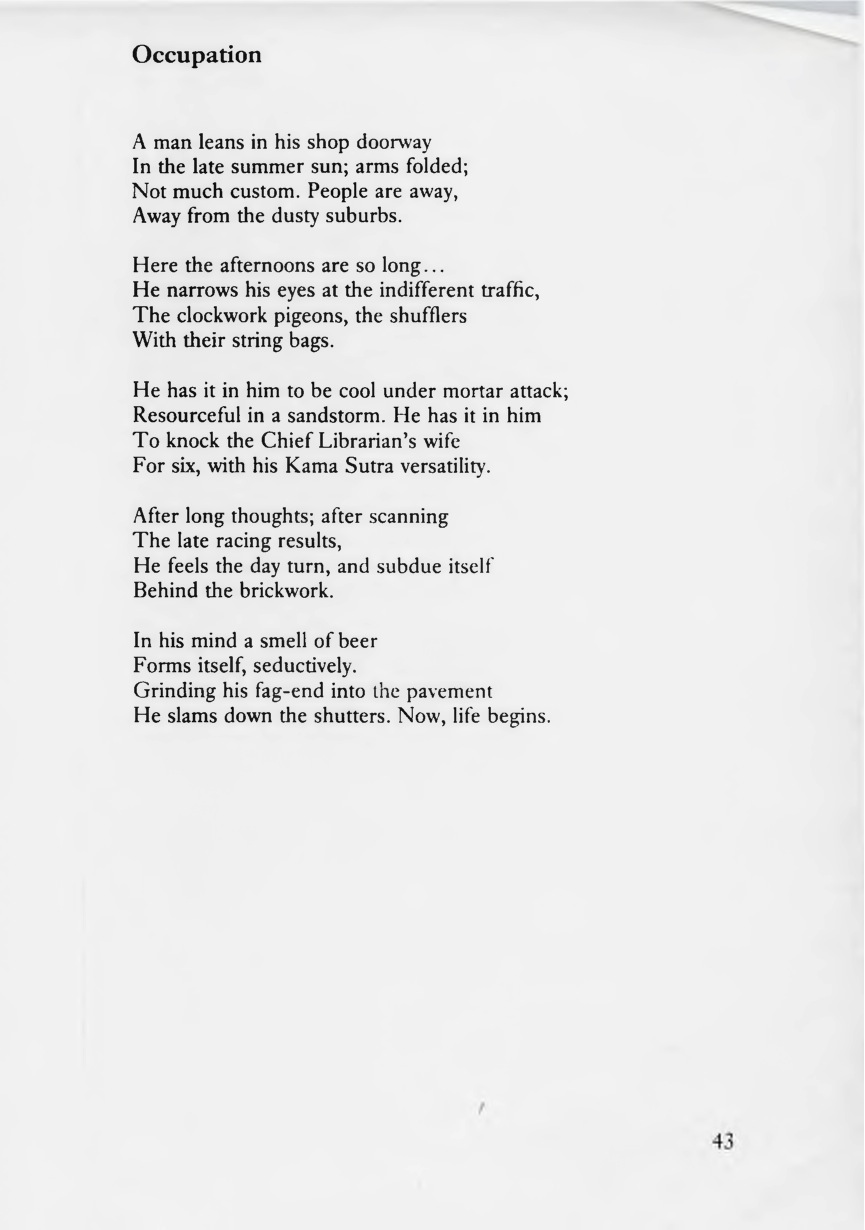 Occupation
A man leans in his shop doorway
In the late summer sun; arms folded;
Not much custom. People are away,
Away from the dusty suburbs.
Here the afternoons are so long...
He narrows his eyes at the indifferent traffic,
The clockwork pigeons, the shufflers
With their string bags.
He has it in him to be cool under mortar attack;
Resourceful in a sandstorm. He has it in him
To knock the Chief Librarian's wife
For six, with his Kama Sutra versatility.
After long thoughts; after scanning
The late racing results,
He feels the day turn, and subdue itself
Behind the brickwork.
In his mind a smell of beer
Forms itself, seductively.
Grinding his fag-end into the pavement
He slams down the shutters. Now, life begins.
43